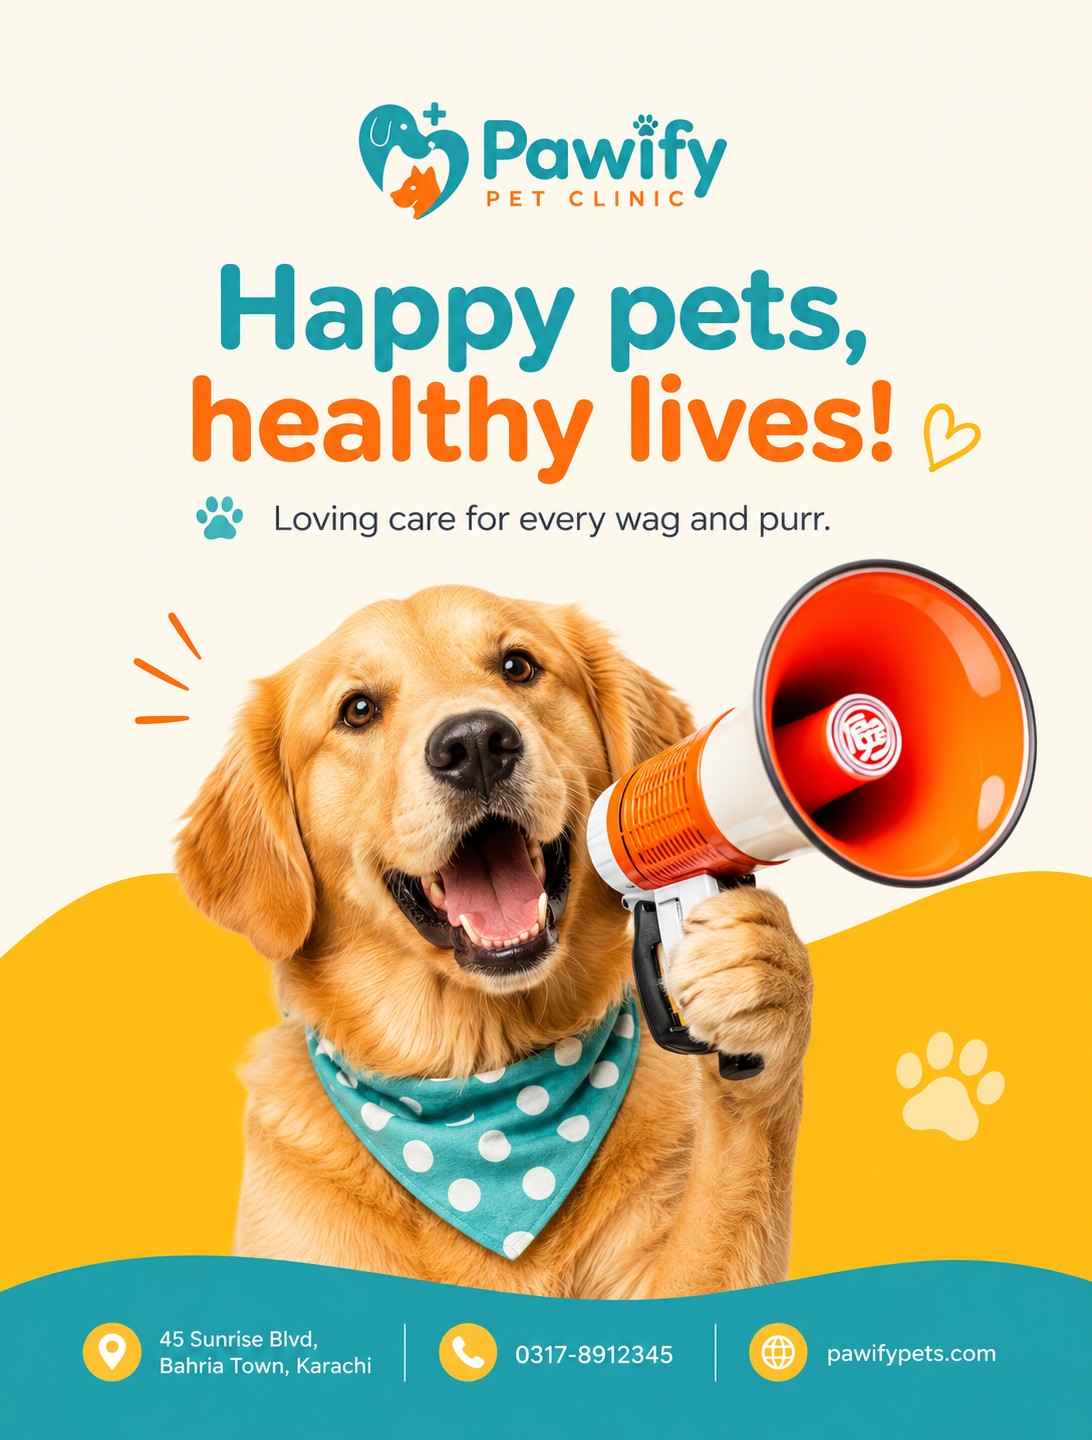 Pawify
PET CLINIC
Happy pets,
healthy lives!
Loving care for every wag and purr.
45 Sunrise Blvd,
Bahria Town, Karachi
0317-8912345
pawifypets.com